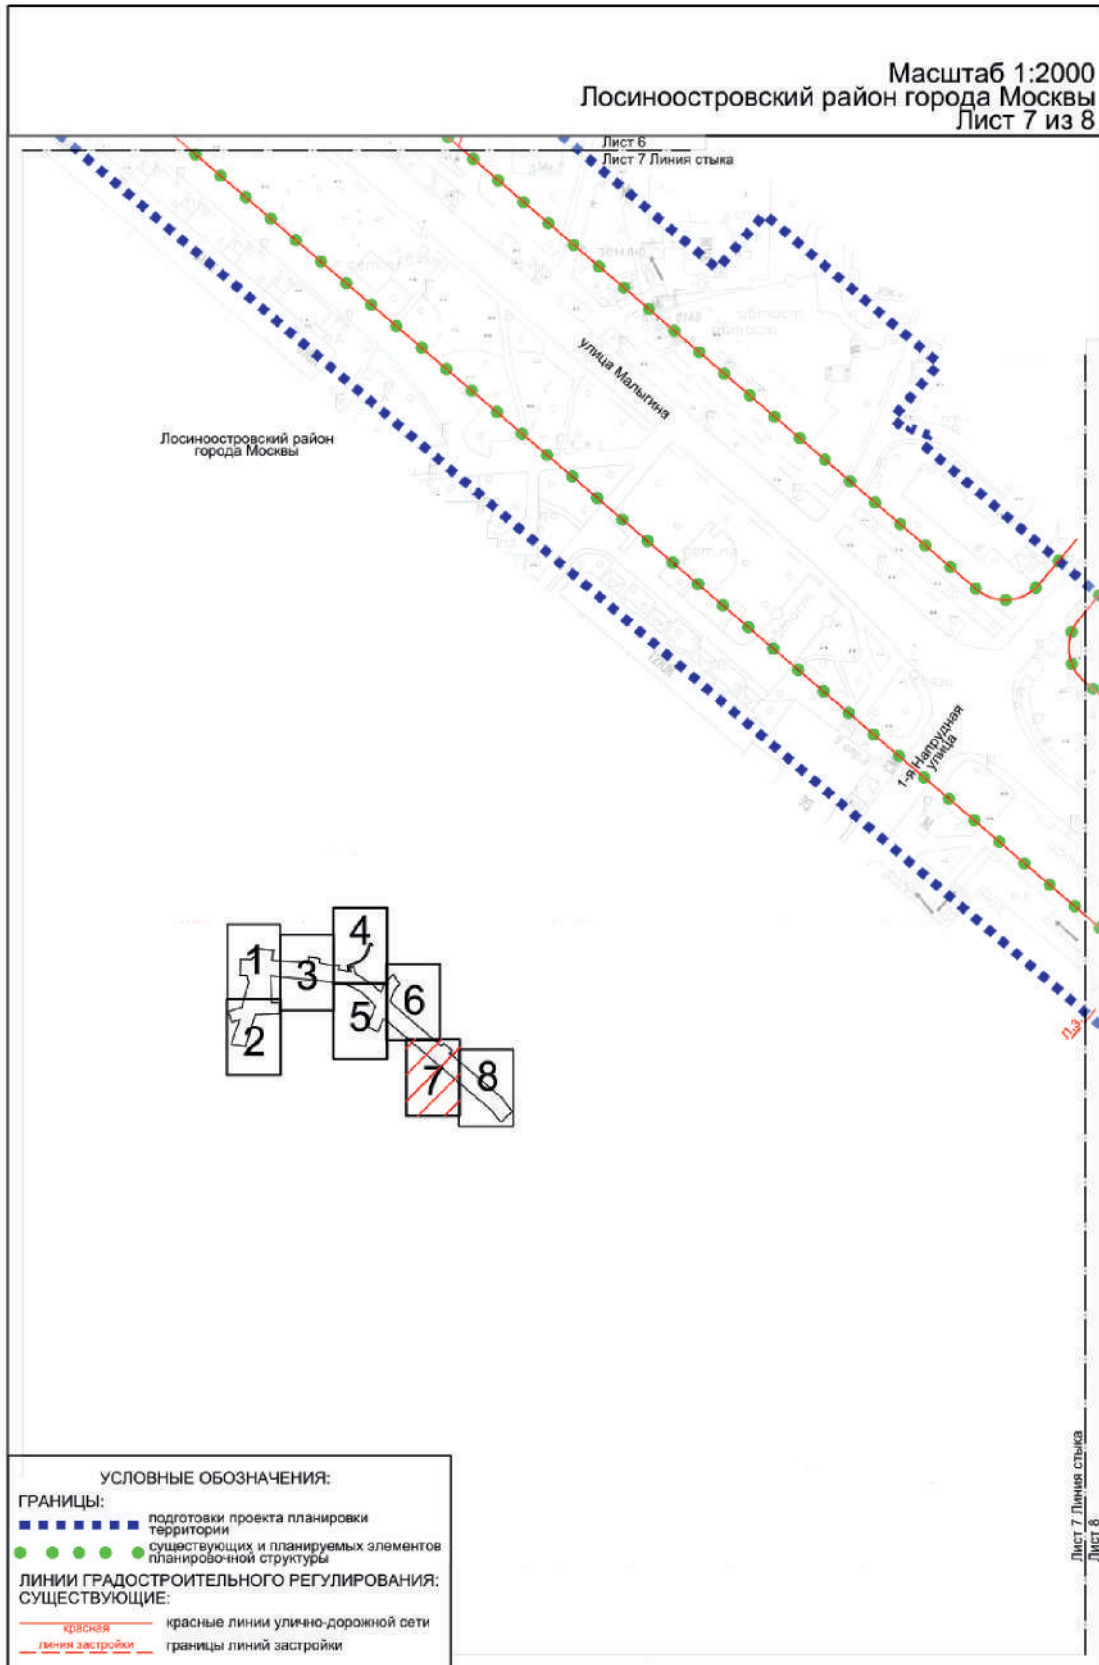 Масштаб 1:2000
Лосиноостровский район города Москвы
Лист 7 из 8
Лист 6
Лист 7 Линия стыка
улица Малыгина
Лосиноостровский район
города Москвы
1-я Напрудная
улица
Л.З.
4
1
3
6
5
2
7
8
Лист 7 Линия стыка
Лист 8
УСЛОВНЫЕ ОБОЗНАЧЕНИЯ:
ГРАНИЦЫ:
подготовки проекта планировки
территории
существующих и планируемых элементов
планировочной структуры
ЛИНИИ ГРАДОСТРОИТЕЛЬНОГО РЕГУЛИРОВАНИЯ:
СУЩЕСТВУЮЩИЕ:
красная
красные линии улично-дорожной сети
линия застройки
границы линий застройки